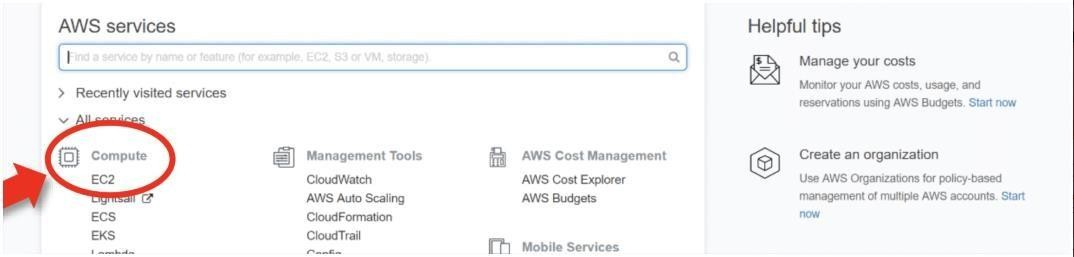 AWS services
Find a service by name or feature (for example, EC2, S3 or VM, storage).
Recently visited services
All services
Compute
EC2
Lightsail
ECS
EKS
Lambda
Management Tools
CloudWatch
AWS Auto Scaling
CloudFormation
CloudTrail
Config
AWS Cost Management
AWS Cost Explorer
AWS Budgets
Mobile Services
Helpful tips
Manage your costs
Monitor your AWS costs, usage, and
reservations using AWS Budgets. Start now
Create an organization
Use AWS Organizations for policy-based
management of multiple AWS accounts. Start
now